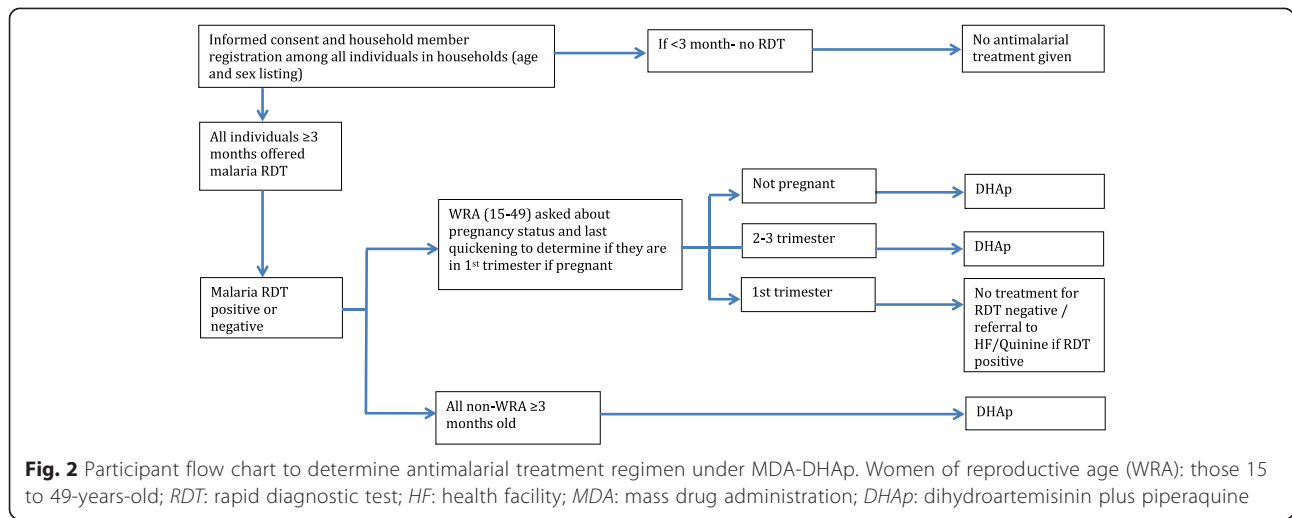 Informed consent and household member
registration among all individuals in households (age
and sex listing)
If <3 month- no RDT
No antimalarial
treatment given
All individuals ≥3
months offered
malaria RDT
Malaria RDT
positive or
negative
WRA (15-49) asked about
pregnancy status and last
quickening to determine if they are
in 1st trimester if pregnant
Not pregnant
DHAp
2-3 trimester
DHAp
1st trimester
No treatment for
RDT negative /
referral to
HF/Quinine if RDT
positive
All non-WRA ≥3
months old
DHAp
Fig. 2 Participant flow chart to determine antimalarial treatment regimen under MDA-DHAp. Women of reproductive age (WRA): those 15
to 49-years-old; RDT: rapid diagnostic test; HF: health facility; MDA: mass drug administration; DHAp: dihydroartemisinin plus piperaquine